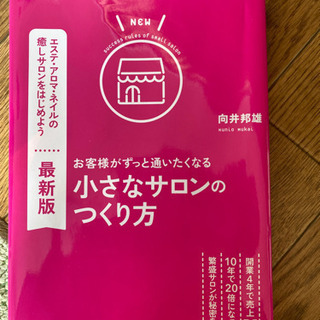 NEW
success rules of small salon
向井邦雄
kunio mukai
エステ・アロマ・ネイルの
癒しサロンをはじめよう
最新版
お客様がずっと通いたくなる
小さなサロンの
つくり方
開業4年で売上
10年で20倍にな
繁盛サロンが秘密を